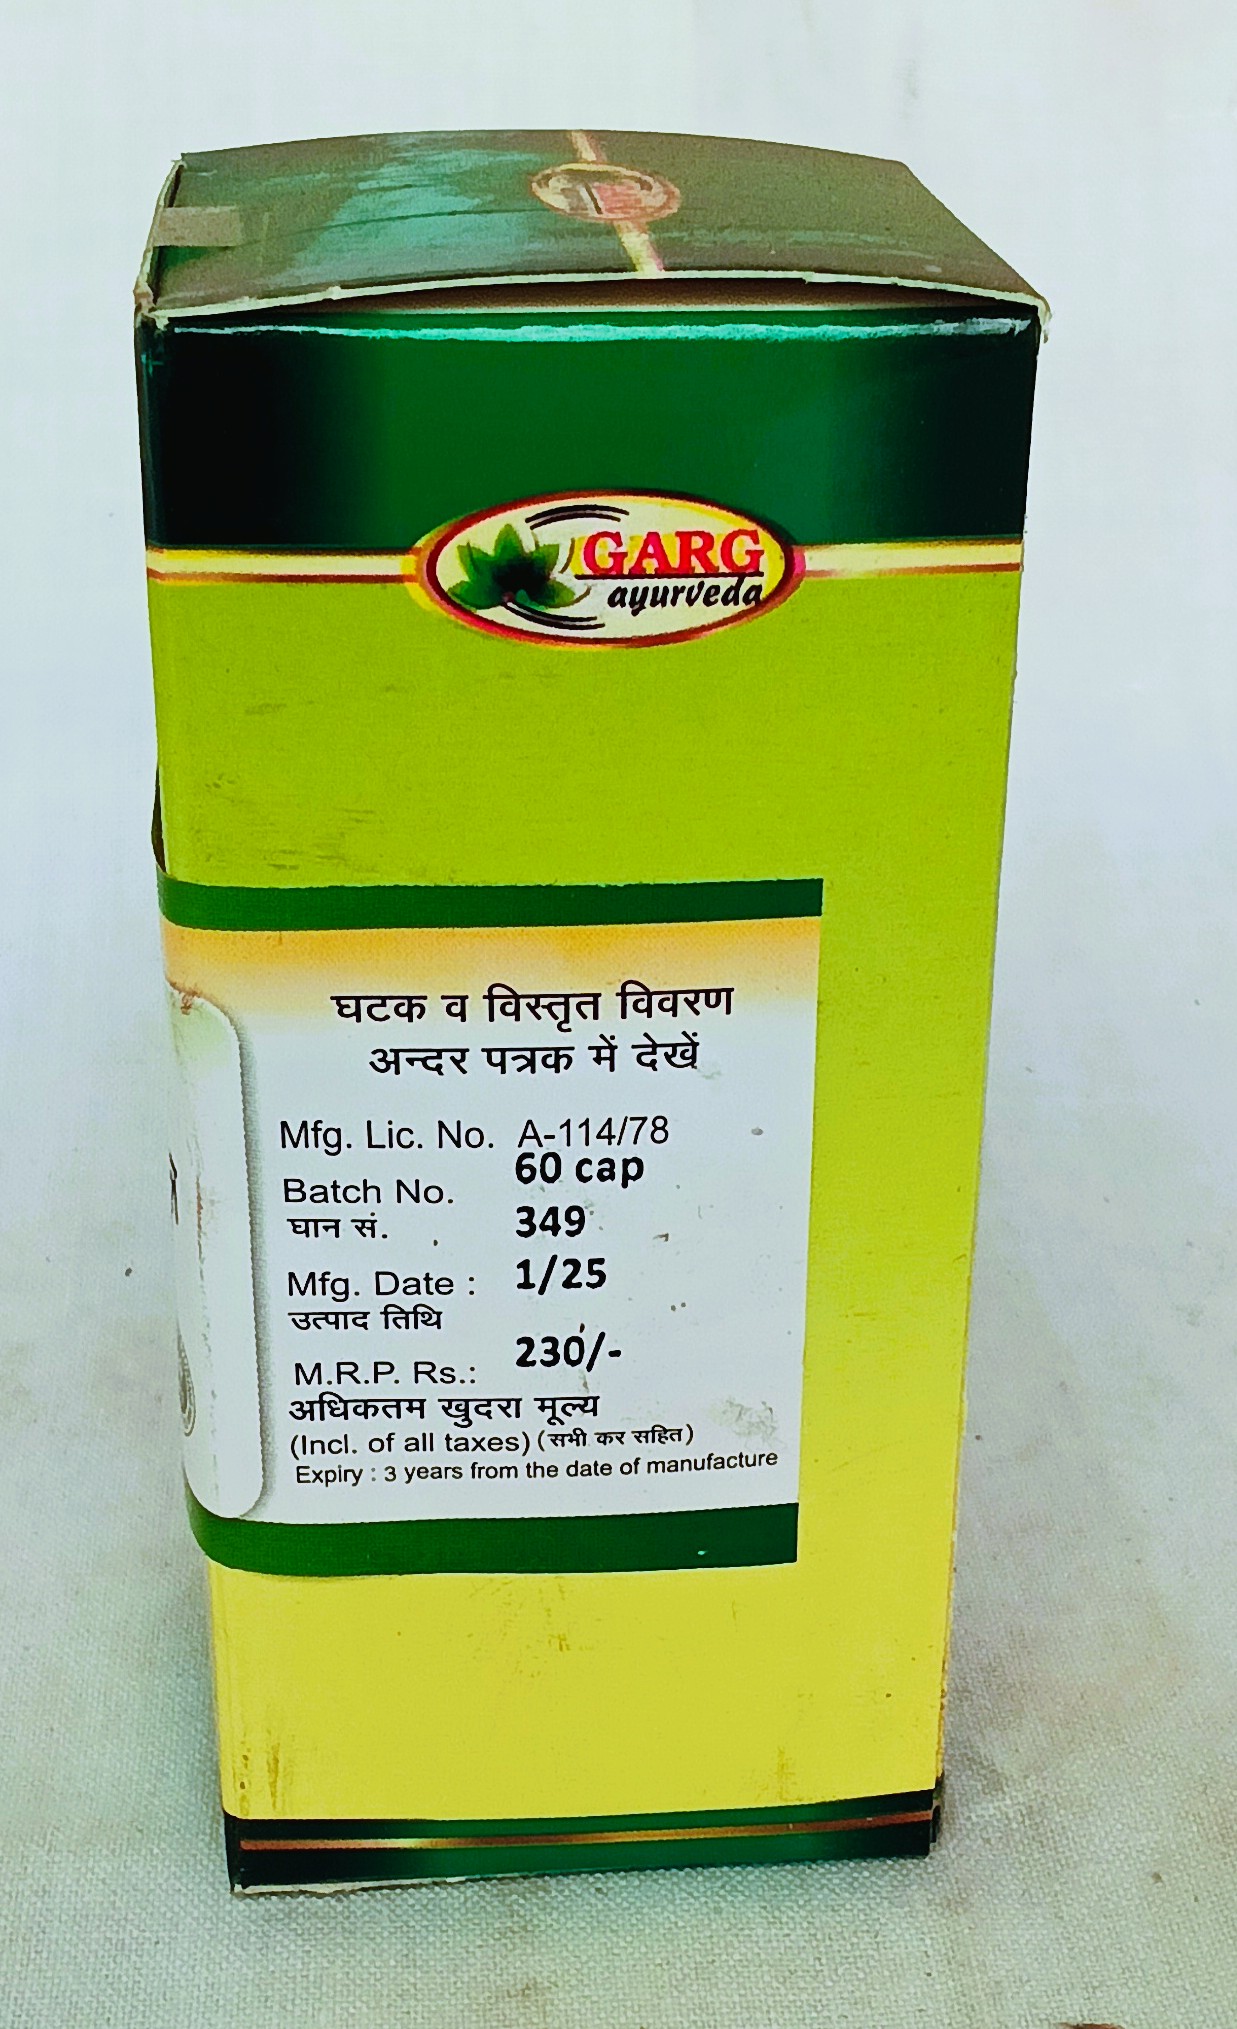 GARG
ayurveda
घटक व विस्तृत विवरण
अन्दर पत्रक में देखें
Mfg. Lic. No. A-114/78
60 cap
Batch No.
घान सं. 349
Mfg. Date : 1/25
उत्पाद तिथि
M.R.P. Rs.: 230/-
अधिकतम खुदरा मूल्य
(Incl. of all taxes) (सभी कर सहित)
Expiry : 3 years from the date of manufacture